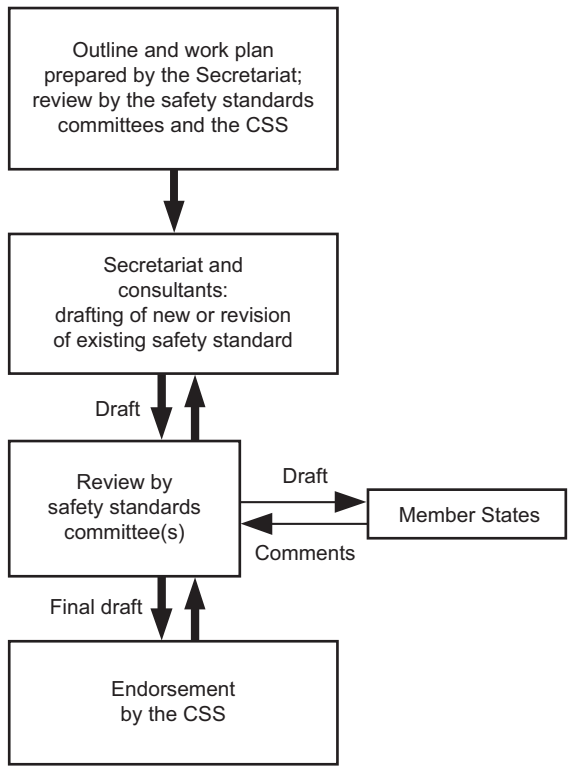 Outline and work plan
prepared by the Secretariat;
review by the safety standards
committees and the CSS
Secretariat and
consultants:
drafting of new or revision
of existing safety standard
Draft
Review by
safety standards
committee(s)
Draft
Member States
Comments
Final draft
Endorsement
by the CSS